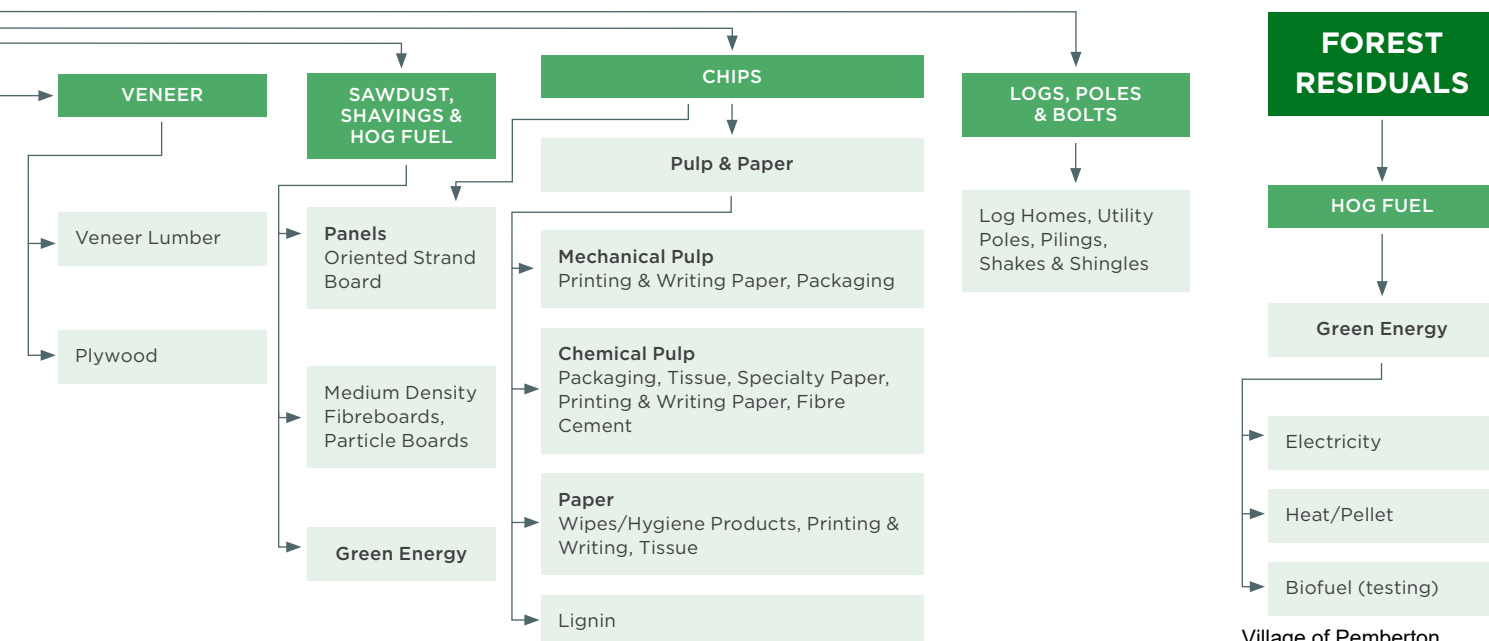 VENEER
Veneer Lumber
Plywood
SAWDUST,
SHAVINGS &
HOG FUEL
Panels
Oriented Strand
Board
Medium Density
Fibreboards,
Particle Boards
Green Energy
CHIPS
Pulp & Paper
Mechanical Pulp
Printing & Writing Paper, Packaging
Chemical Pulp
Packaging, Tissue, Specialty Paper,
Printing & Writing Paper, Fibre
Cement
Paper
Wipes/Hygiene Products, Printing &
Writing, Tissue
Lignin
LOGS, POLES
& BOLTS
Log Homes, Utility
Poles, Pilings,
Shakes & Shingles
FOREST
RESIDUALS
HOG FUEL
Green Energy
Electricity
Heat/Pellet
Biofuel (testing)
Village of Pemberton